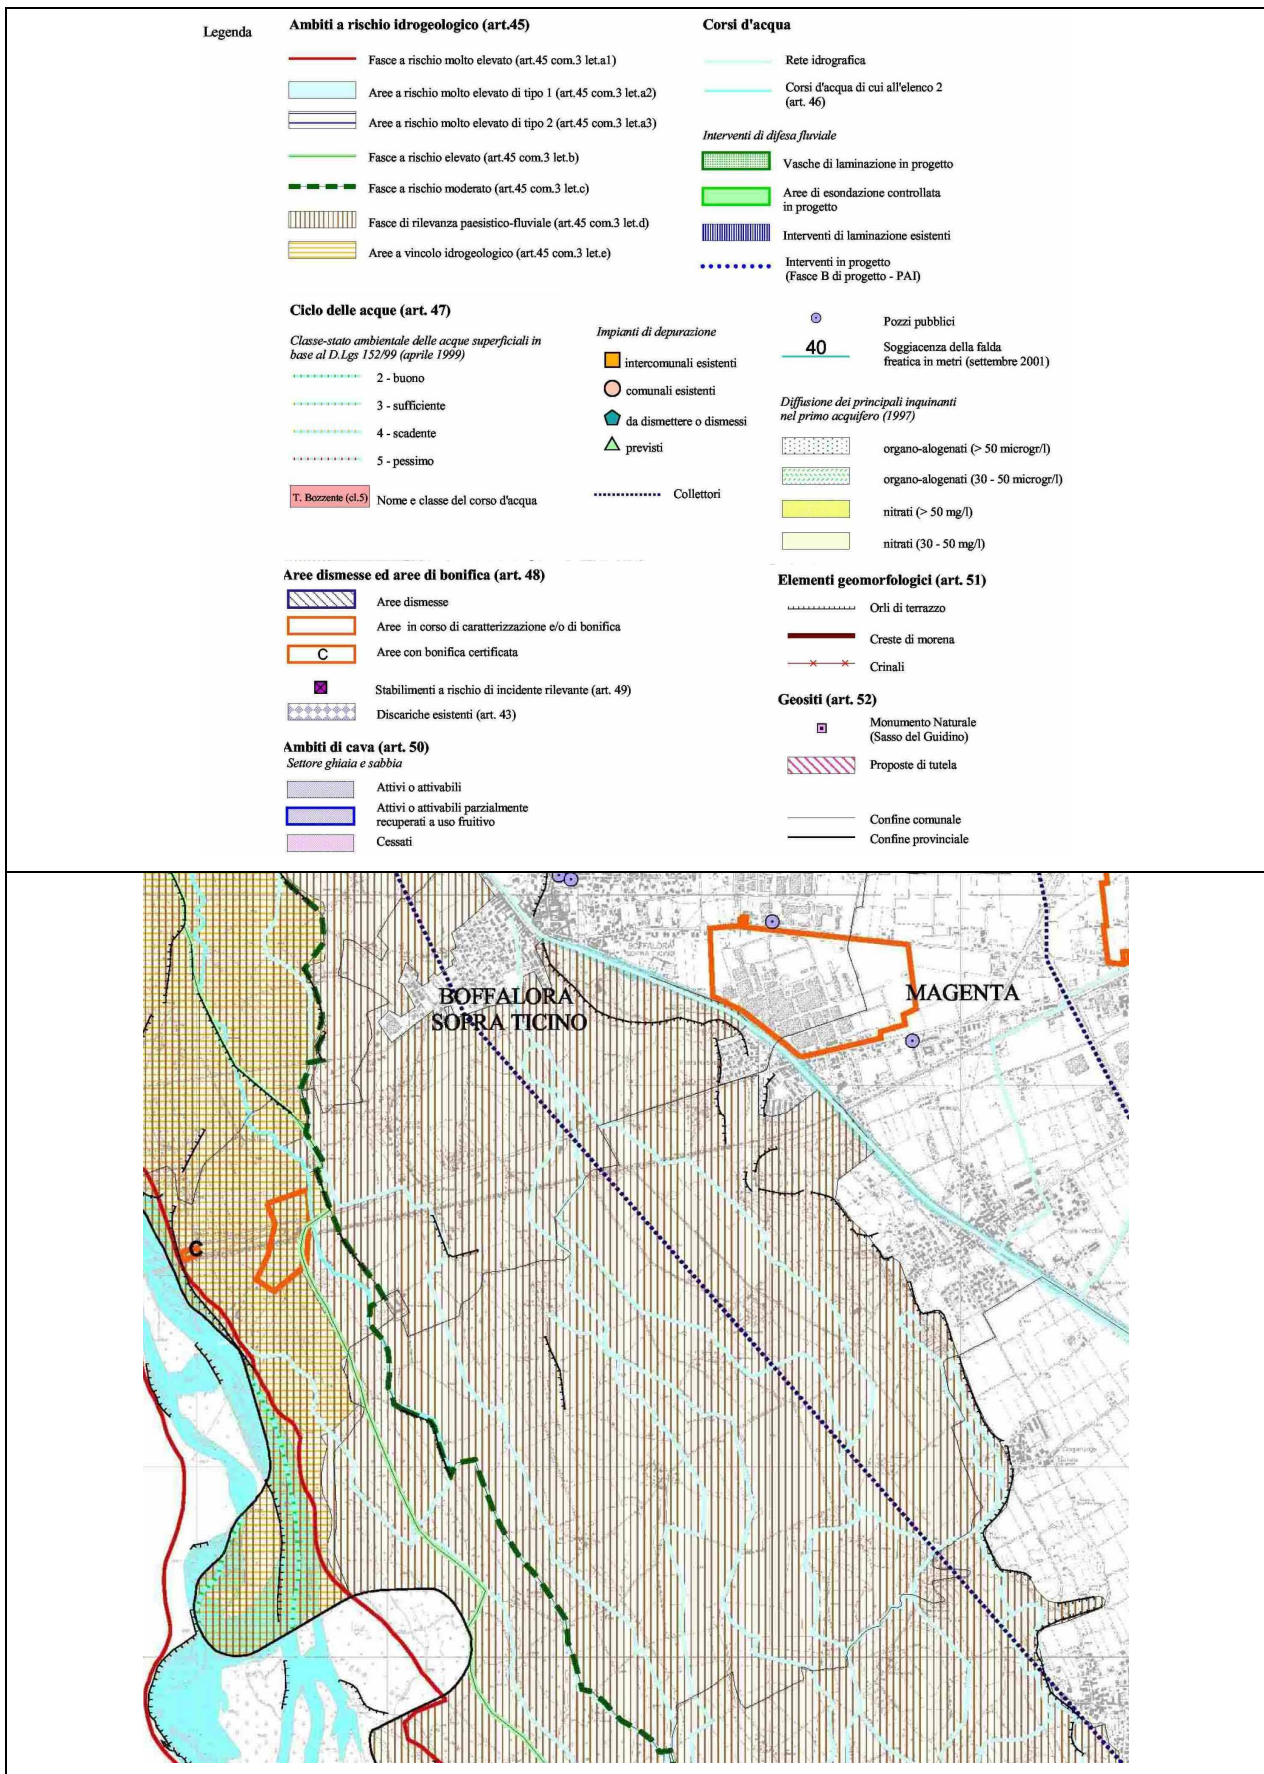 Legenda
Ambiti a rischio idrogeologico (art.45)
Fasce a rischio molto elevato (art.45 com.3 let.a1)
Aree a rischio molto elevato di tipo 1 (art.45 com.3 let.a2)
Aree a rischio molto elevato di tipo 2 (art.45 com.3 let.a3)
Fasce a rischio elevato (art.45 com.3 let.b)
Fasce a rischio moderato (art.45 com.3 let.c)
Fasce di rilevanza paesistico-fluviale (art.45 com.3 let.d)
Aree a vincolo idrogeologico (art.45 com.3 let.e)
Corsi d'acqua
Rete idrografica
Corsi d'acqua di cui all'elenco 2
(art. 46)
Interventi di difesa fluviale
Vasche di laminazione in progetto
Aree di esondazione controllata
in progetto
Interventi di laminazione esistenti
Interventi in progetto
(Fasce B di progetto - PAI)
Ciclo delle acque (art. 47)
Classe-stato ambientale delle acque superficiali in
base al D.Lgs 152/99 (aprile 1999)
2 - buono
3 - sufficiente
4 - scadente
5 - pessimo
T. Bozzente (cl.5) Nome e classe del corso d'acqua
Impianti di depurazione
intercomunali esistenti
comunali esistenti
da dismettere o dismessi
previsti
Collettori
Pozzi pubblici
40 Soggiacenza della falda
freatica in metri (settembre 2001)
Diffusione dei principali inquinanti
nel primo acquifero (1997)
organo-alogenati (> 50 microgr/l)
organo-alogenati (30 - 50 microgr/l)
nitrati (> 50 mg/l)
nitrati (30 - 50 mg/l)
Aree dismesse ed aree di bonifica (art. 48)
Aree dismesse
Aree in corso di caratterizzazione e/o di bonifica
C Aree con bonifica certificata
Stabilimenti a rischio di incidente rilevante (art. 49)
Discariche esistenti (art. 43)
Ambiti di cava (art. 50)
Settore ghiaia e sabbia
Attivi o attivabili
Attivi o attivabili parzialmente
recuperati a uso fruitivo
Cessati
Elementi geomorfologici (art. 51)
Orli di terrazzo
Creste di morena
Crinali
Geositi (art. 52)
Monumento Naturale
(Sasso del Guidino)
Proposte di tutela
Confine comunale
Confine provinciale
BOFFALORA
SOPRA TICINO
BOFFALORA
SOPRA TICINO
MAGENTA
C